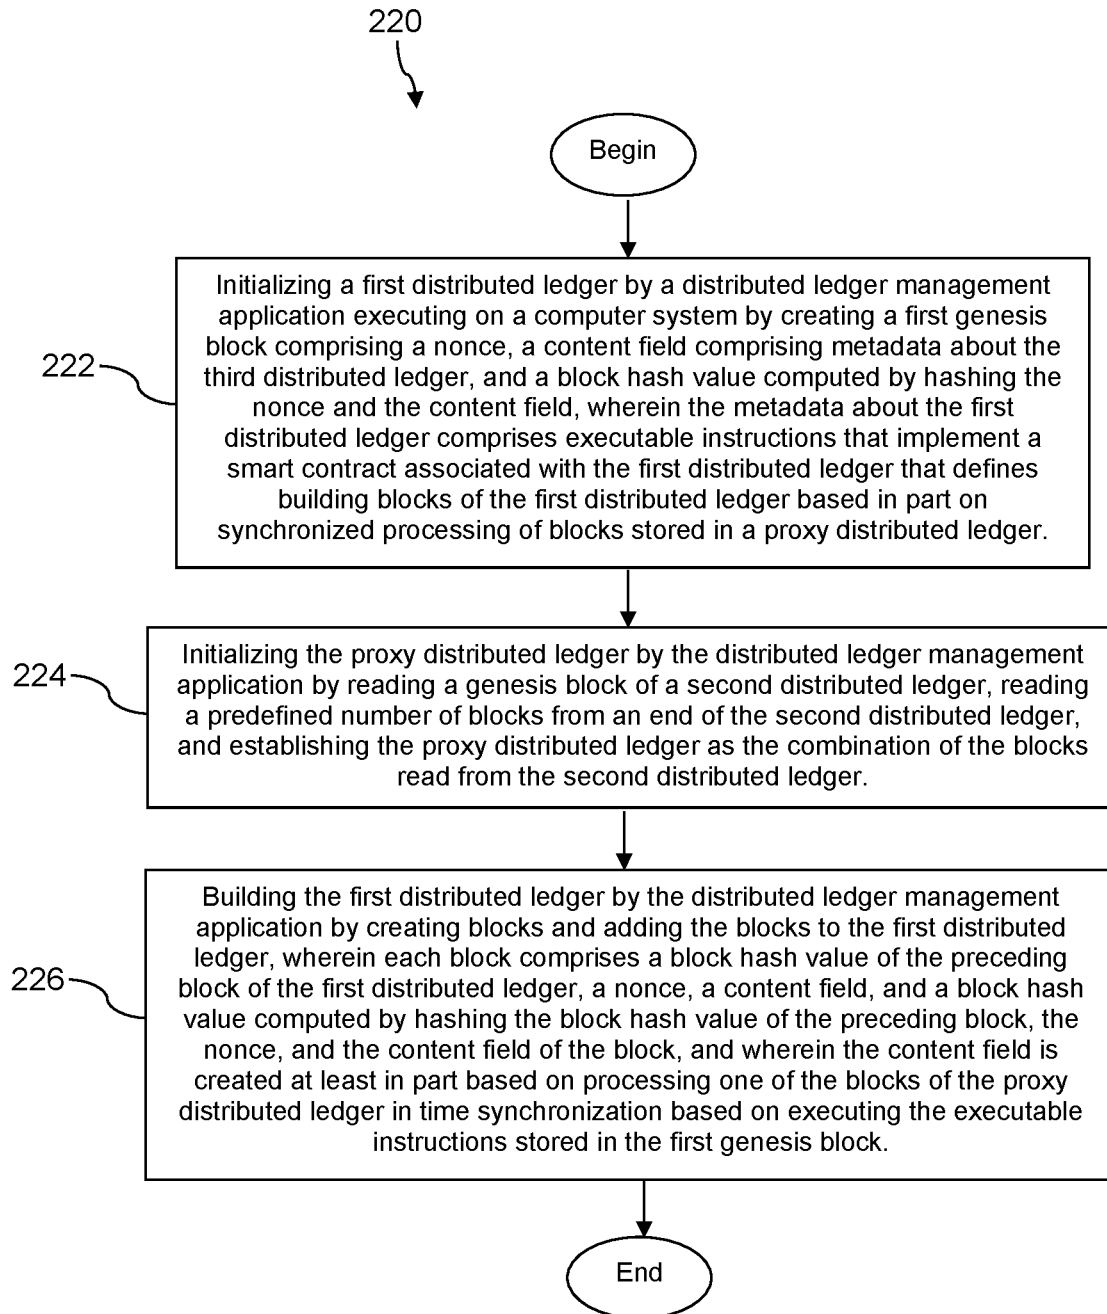 220
Begin
Initializing a first distributed ledger by a distributed ledger management
application executing on a computer system by creating a first genesis
block comprising a nonce, a content field comprising metadata about the
third distributed ledger, and a block hash value computed by hashing the
nonce and the content field, wherein the metadata about the first
distributed ledger comprises executable instructions that implement a
smart contract associated with the first distributed ledger that defines
building blocks of the first distributed ledger based in part on
synchronized processing of blocks stored in a proxy distributed ledger.
222
Initializing the proxy distributed ledger by the distributed ledger management
application by reading a genesis block of a second distributed ledger, reading
a predefined number of blocks from an end of the second distributed ledger,
and establishing the proxy distributed ledger as the combination of the blocks
read from the second distributed ledger.
224
Building the first distributed ledger by the distributed ledger management
application by creating blocks and adding the blocks to the first distributed
ledger, wherein each block comprises a block hash value of the preceding
block of the first distributed ledger, a nonce, a content field, and a block hash
value computed by hashing the block hash value of the preceding block, the
nonce, and the content field of the block, and wherein the content field is
created at least in part based on processing one of the blocks of the proxy
distributed ledger in time synchronization based on executing the executable
instructions stored in the first genesis block.
226
End